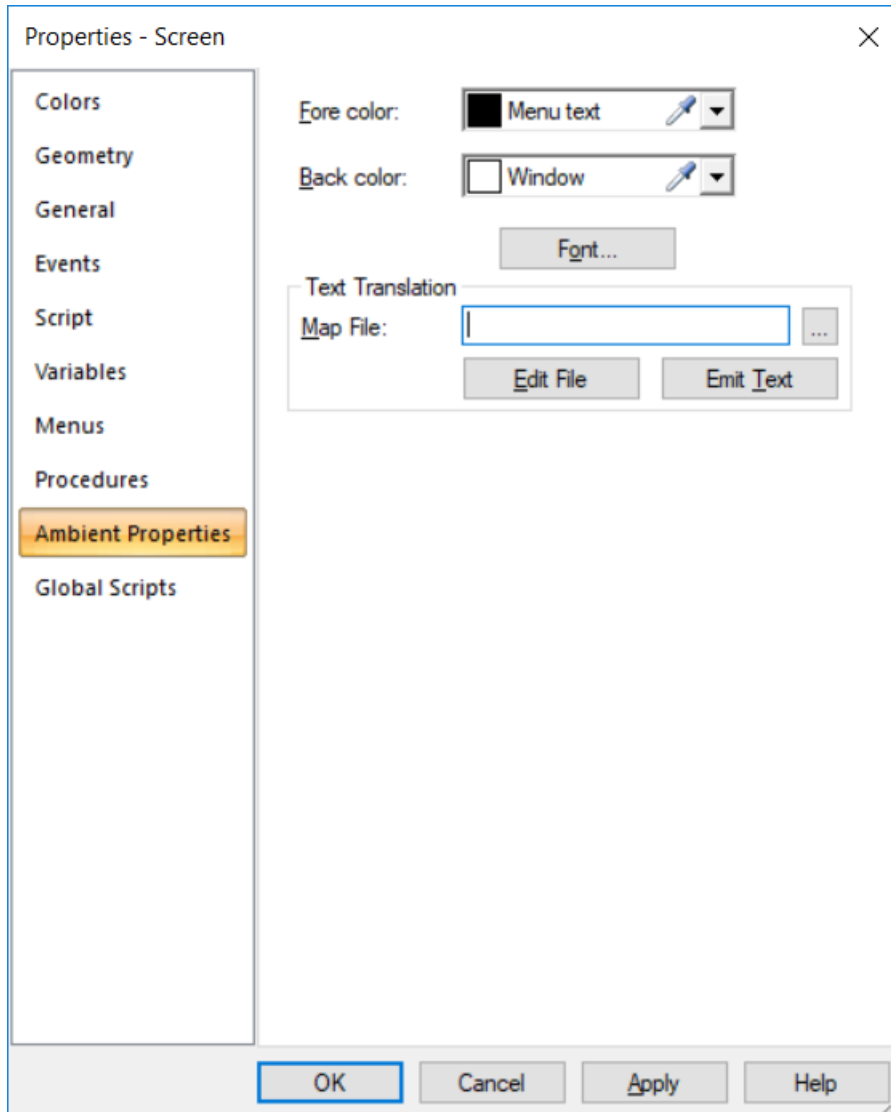 Properties - Screen
Colors
Geometry
General
Events
Script
Variables
Menus
Procedures
Ambient Properties
Global Scripts
Fore color: Menu text
Back color: Window
Font...
Text Translation
Map File: ...
Edit File Emit Text
OK Cancel Apply Help